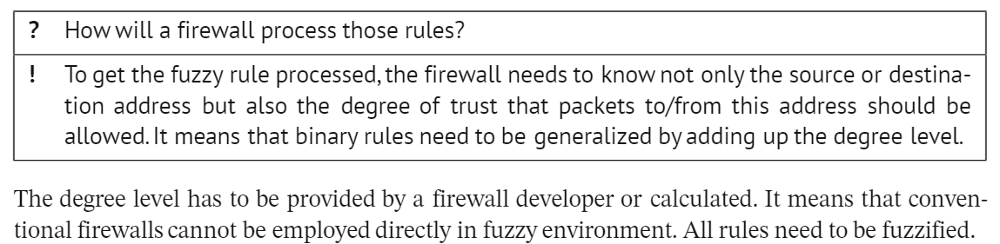 ? How will a firewall process those rules?
! To get the fuzzy rule processed, the firewall needs to know not only the source or destina-
tion address but also the degree of trust that packets to/from this address should be
allowed. It means that binary rules need to be generalized by adding up the degree level.
The degree level has to be provided by a firewall developer or calculated. It means that conven-
tional firewalls cannot be employed directly in fuzzy environment. All rules need to be fuzzified.